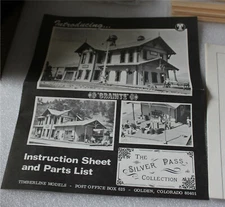 Introducing...
"O'GRANITE"
Instruction Sheet
and Parts List
THE
SILVER PASS
COLLECTION
TIMBERLINE MODELS - POST OFFICE BOX 625 - GOLDEN, COLORADO 80401